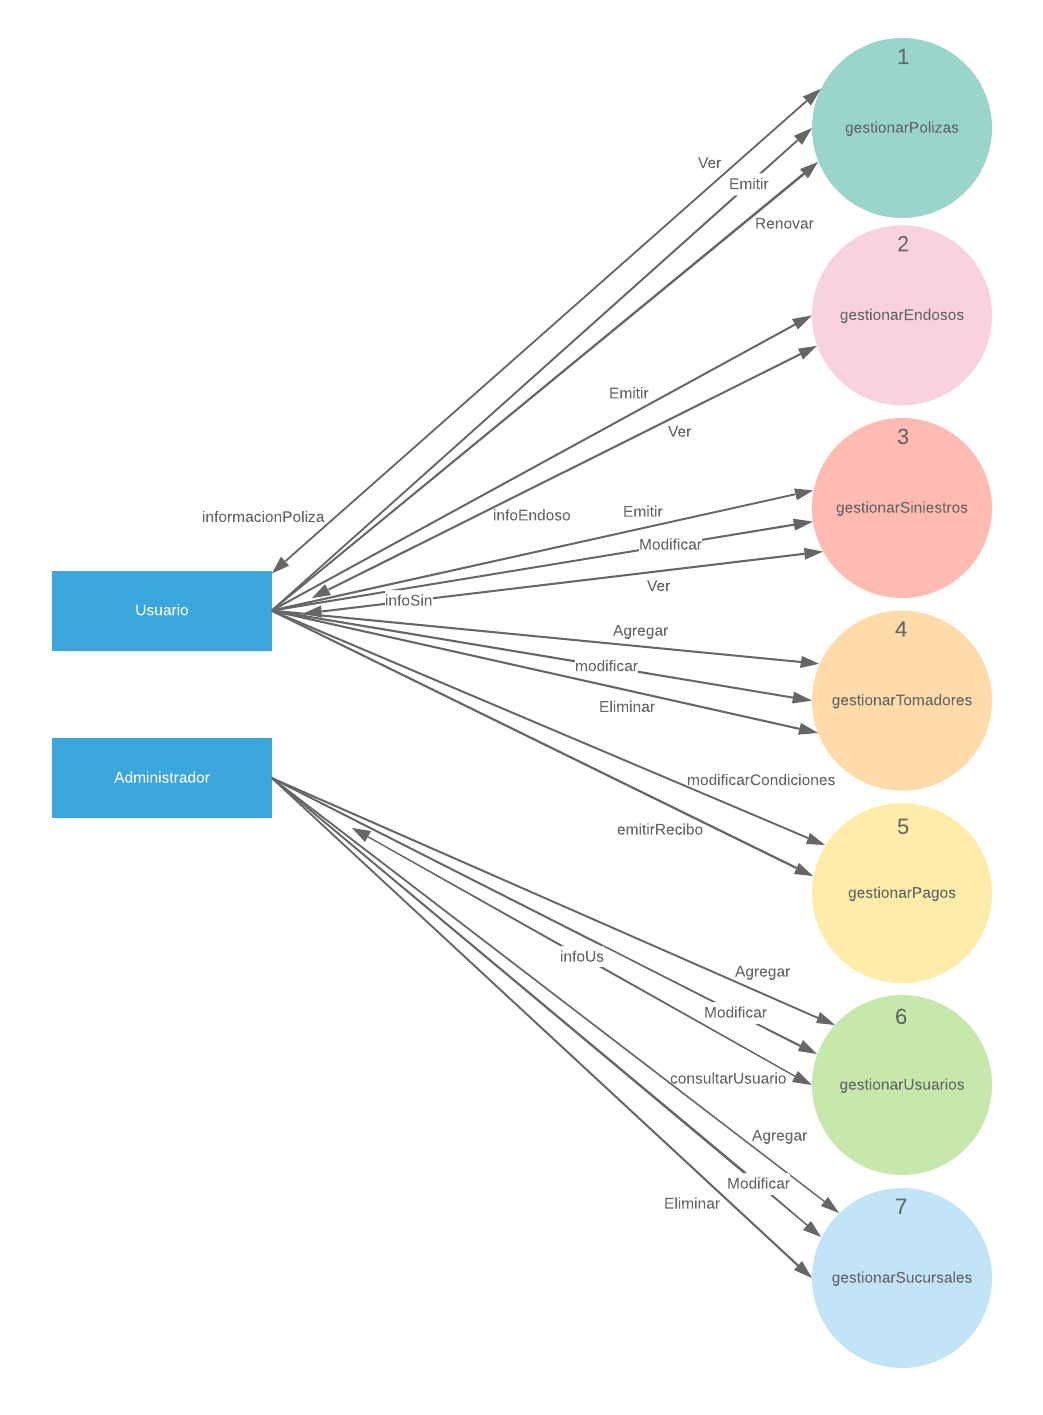 1
gestionarPolizas
Ver
Emitir
Renovar
2
gestionarEndosos
Emitir
Ver
3
gestionarSiniestros
informacionPoliza
infoEndoso
Emitir
Modificar
Ver
infoSin
Usuario
4
gestionarTomadores
Agregar
modificar
Eliminar
Administrador
modificarCondiciones
emitirRecibo
5
gestionarPagos
infoUs
Agregar
Modificar
6
gestionarUsuarios
consultarUsuario
Agregar
Modificar
Eliminar
7
gestionarSucursales